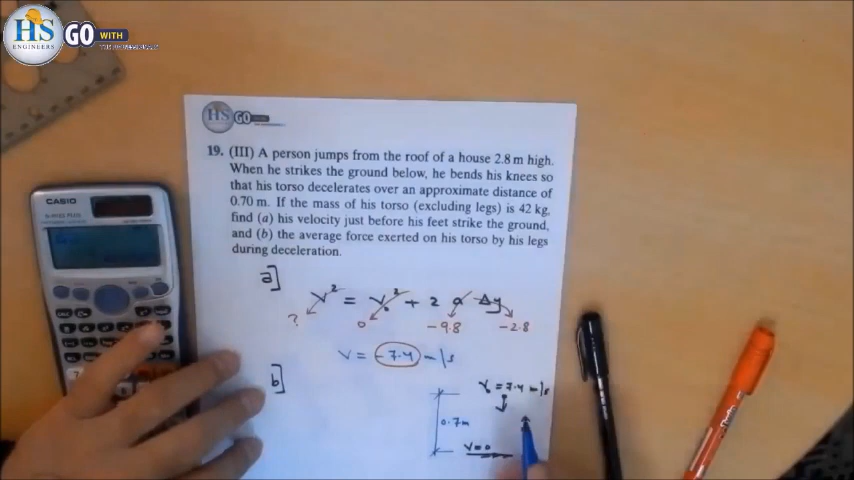 HS
ENGINEERS
GO WITH
HS GO
19. (III) A person jumps from the roof of a house 2.8 m high.
When he strikes the ground below, he bends his knees so
that his torso decelerates over an approximate distance of
0.70 m. If the mass of his torso (excluding legs) is 42 kg,
find (a) his velocity just before his feet strike the ground,
and (b) the average force exerted on his torso by his legs
during deceleration.
a]
v² = v₀² + 2 a Δy
? 0 -9.8 -2.8
v = -7.4 m/s
b]
v₀ = 7.4 m/s
0.7m
v=0
CASIO